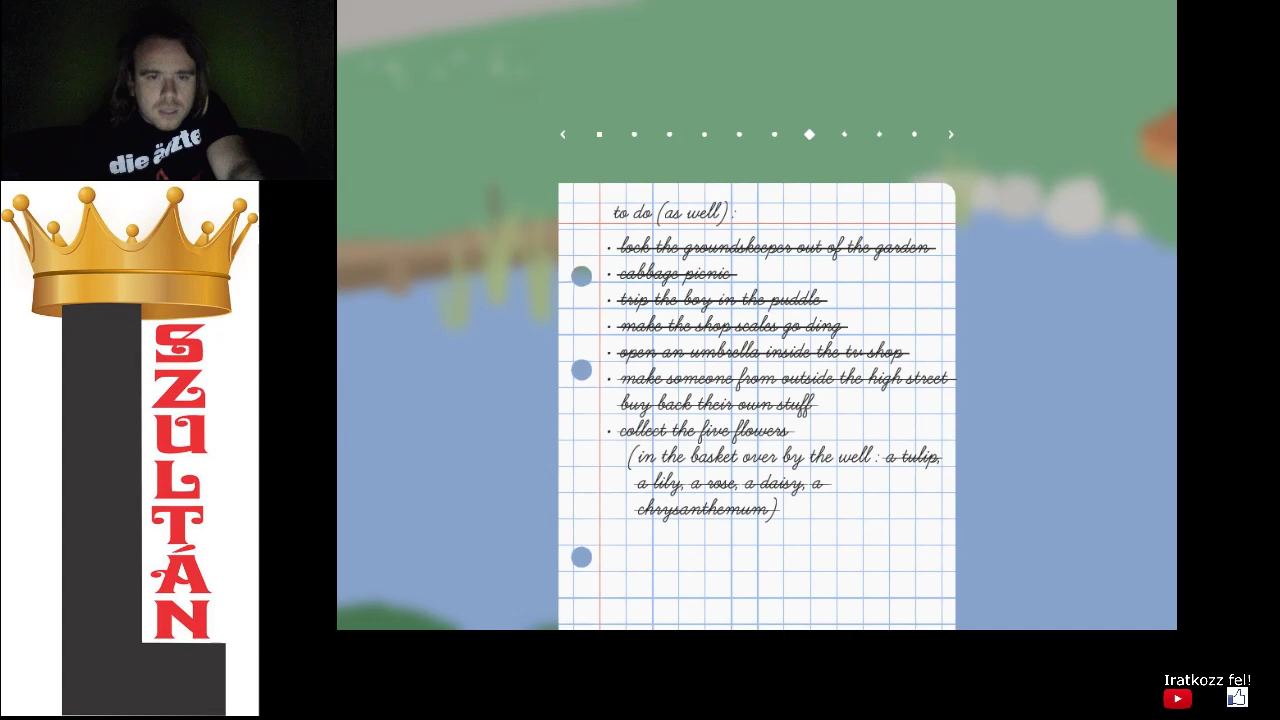 die ärzte
SZULTÁN
to do (as well):
• lock the groundskeeper out of the garden
• cabbage picnic
• trip the boy in the puddle
• make the shop scales go ding
• open an umbrella inside the tv shop
• make someone from outside the high street
buy back their own stuff
• collect the five flowers
(in the basket over by the well: a tulip,
a lily, a rose, a daisy, a
chrysanthemum)
Iratkozz fel!